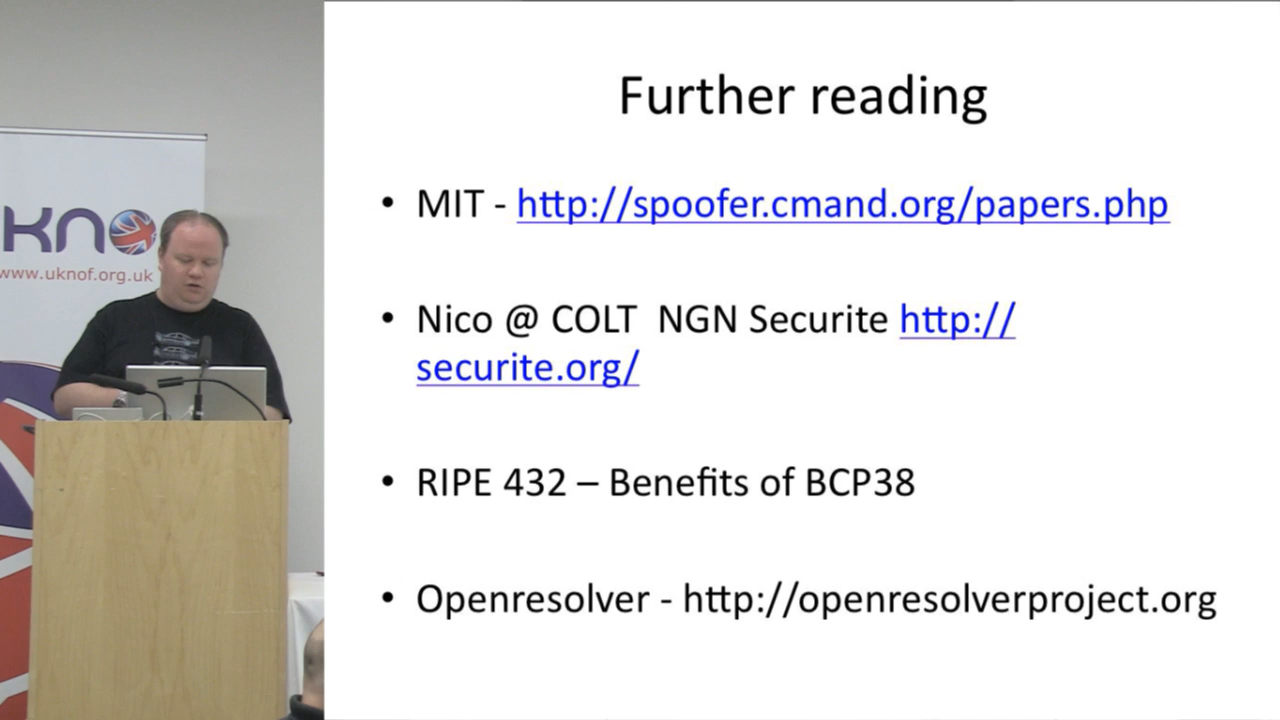 KNO
www.uknof.org.uk
Further reading
• MIT - http://spoofer.cmand.org/papers.php
• Nico @ COLT  NGN Securite http://
securite.org/
• RIPE 432 – Benefits of BCP38
• Openresolver - http://openresolverproject.org